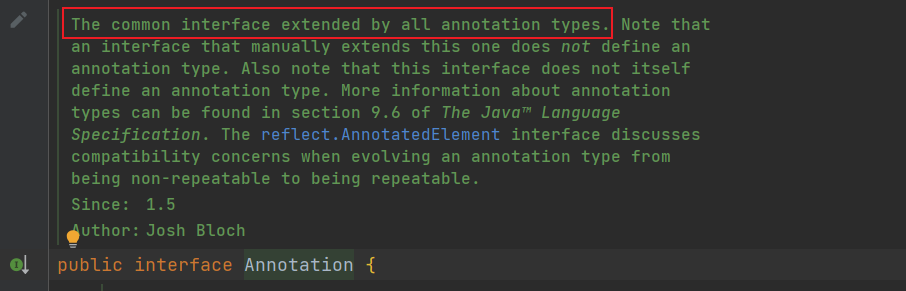 The common interface extended by all annotation types. Note that
an interface that manually extends this one does not define an
annotation type. Also note that this interface does not itself
define an annotation type. More information about annotation
types can be found in section 9.6 of The Java™ Language
Specification. The reflect.AnnotatedElement interface discusses
compatibility concerns when evolving an annotation type from
being non-repeatable to being repeatable.
Since: 1.5
Author: Josh Bloch
public interface Annotation {